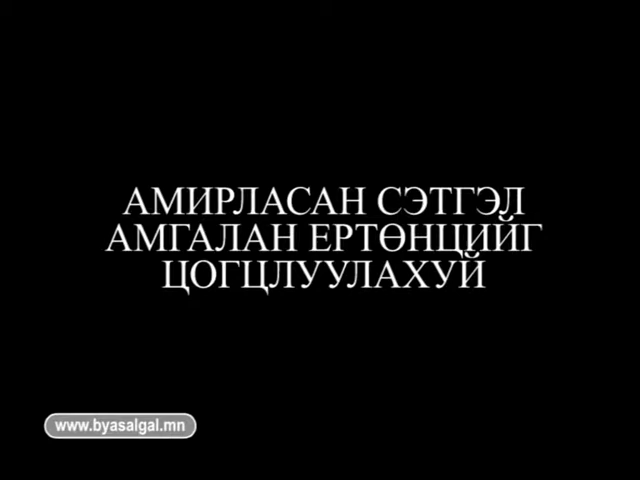 АМИРЛАСАН СЭТГЭЛ
АМГАЛАН ЕРТӨНЦИЙГ
ЦОГЦЛУУЛАХУЙ
www.byasalgal.mn